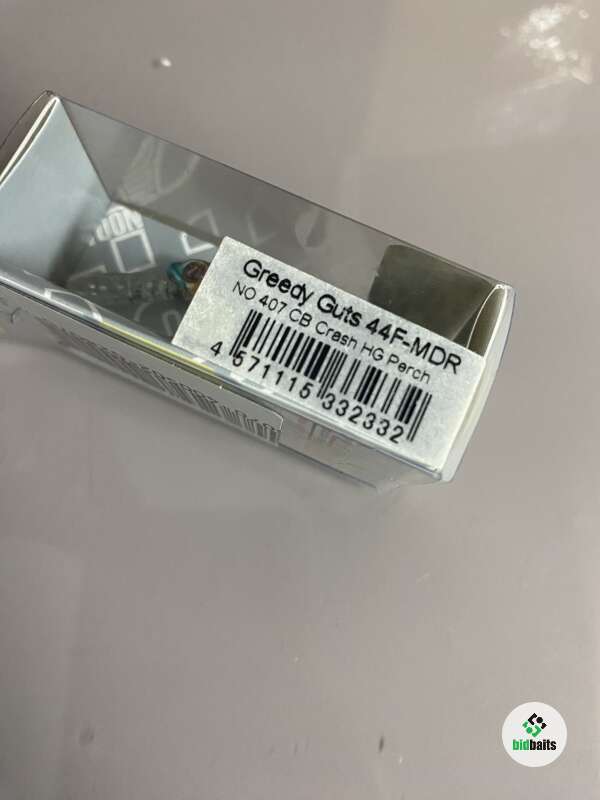 Greedy Guts 44F-MDR
NO 407 CB Crash HG Perch
4 571115 332332
bidbaits